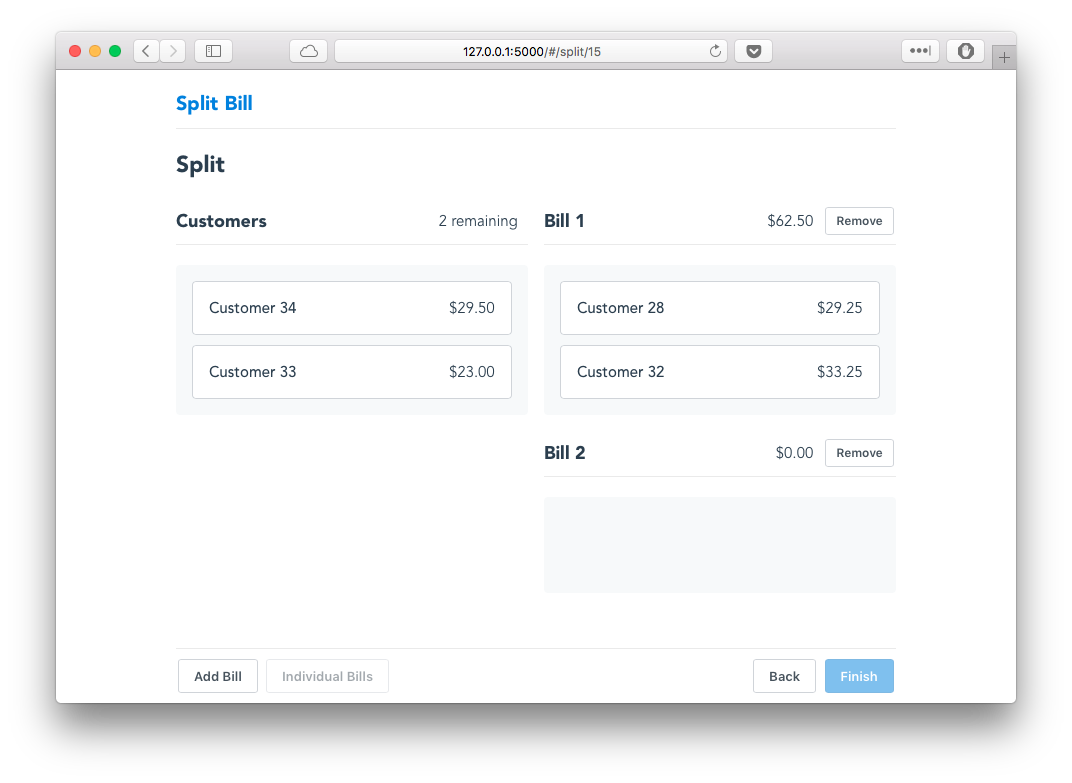 127.0.0.1:5000/#/split/15
Split Bill
Split
Customers 2 remaining
Customer 34 $29.50
Customer 33 $23.00
Bill 1 $62.50 Remove
Customer 28 $29.25
Customer 32 $33.25
Bill 2 $0.00 Remove
Add Bill Individual Bills Back Finish